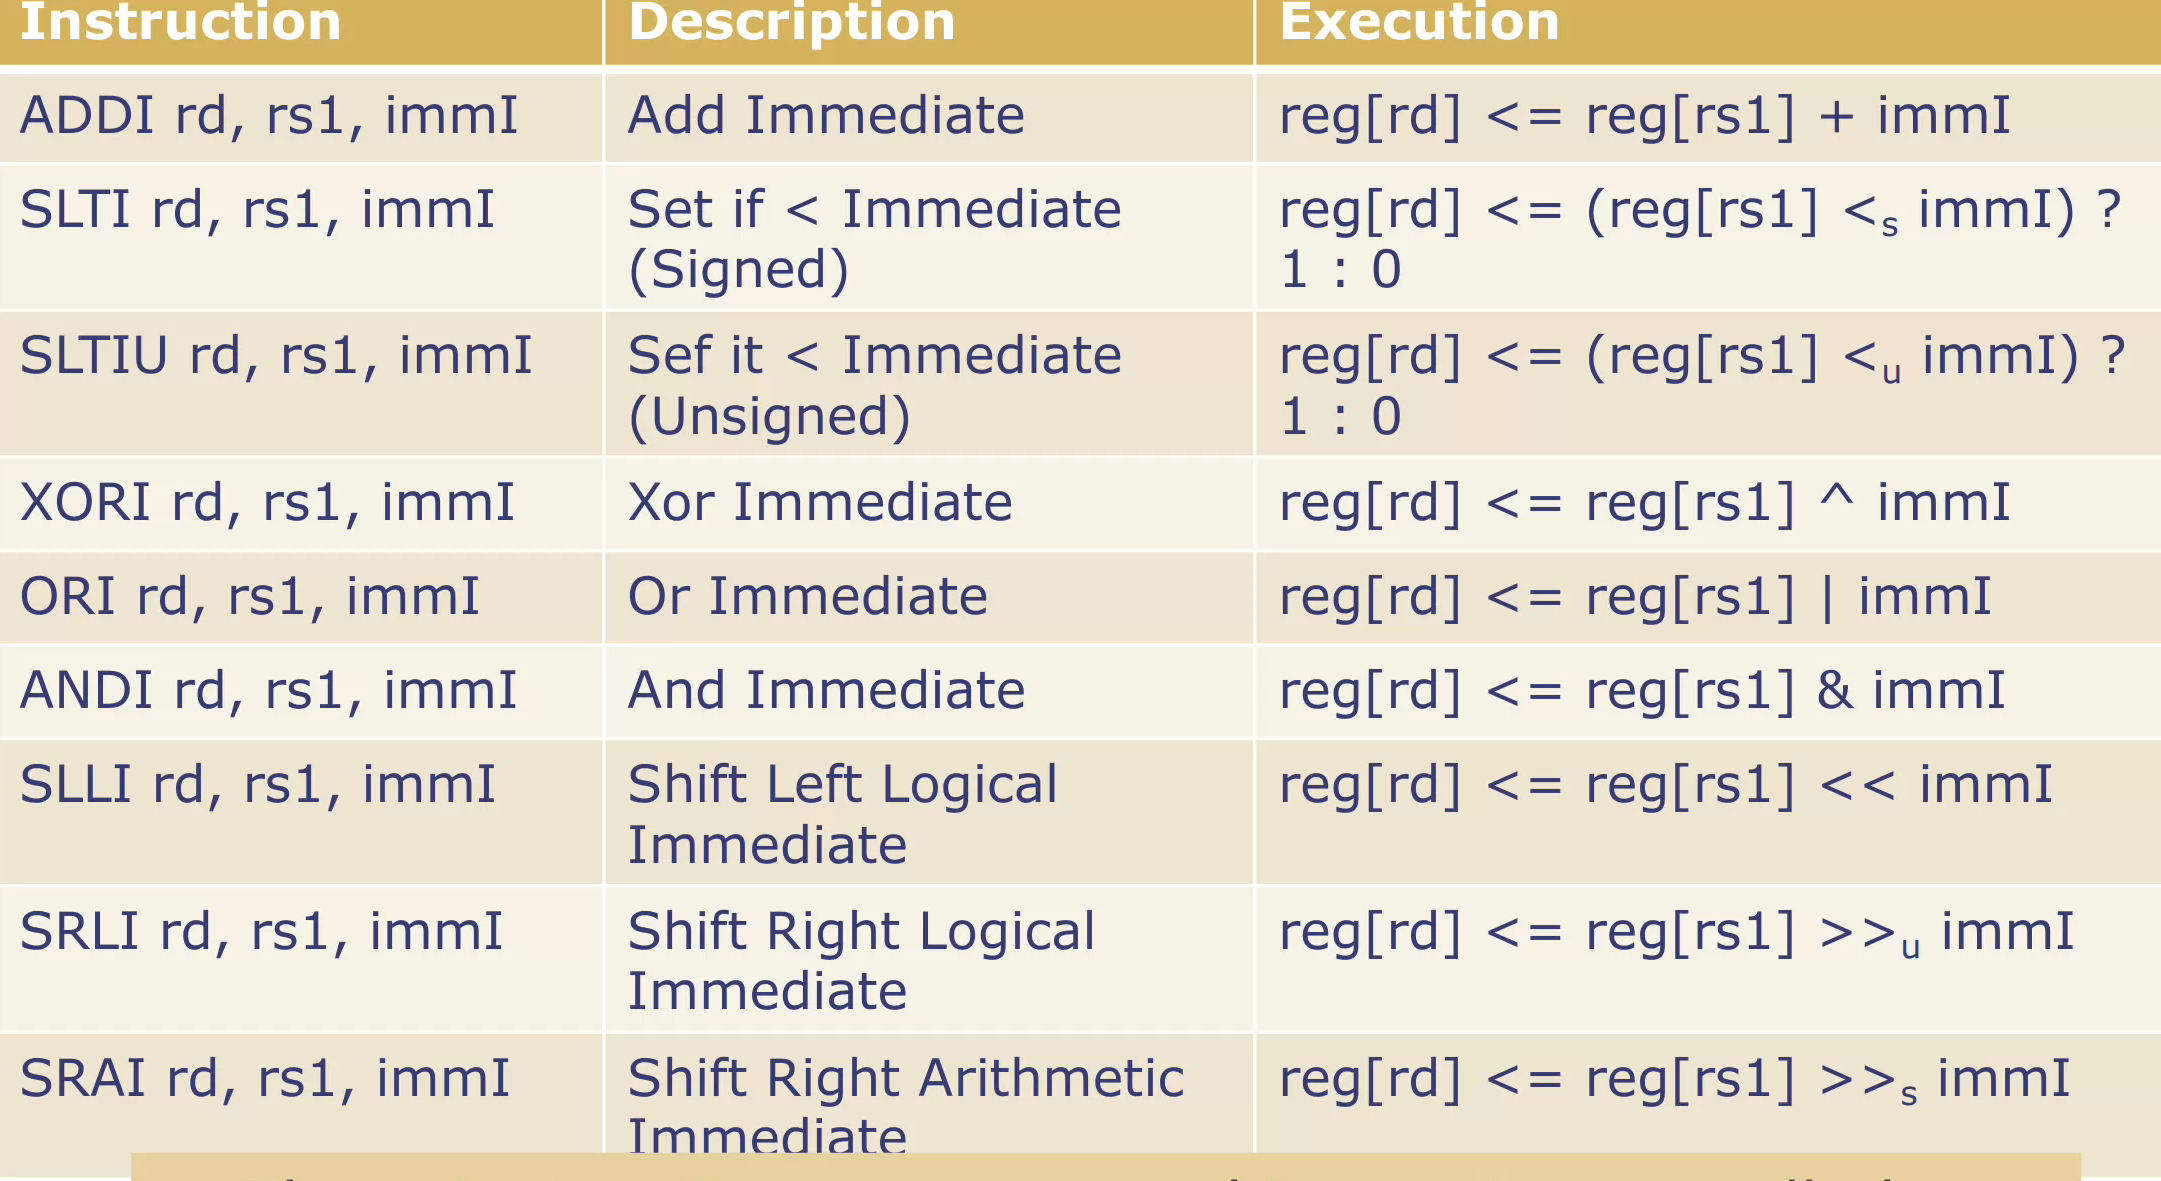 Instruction Description Execution
ADDI rd, rs1, immI Add Immediate reg[rd] <= reg[rs1] + immI
SLTI rd, rs1, immI Set if < Immediate reg[rd] <= (reg[rs1] <s immI) ?
(Signed) 1 : 0
SLTIU rd, rs1, immI Sef it < Immediate reg[rd] <= (reg[rs1] <u immI) ?
(Unsigned) 1 : 0
XORI rd, rs1, immI Xor Immediate reg[rd] <= reg[rs1] ^ immI
ORI rd, rs1, immI Or Immediate reg[rd] <= reg[rs1] | immI
ANDI rd, rs1, immI And Immediate reg[rd] <= reg[rs1] & immI
SLLI rd, rs1, immI Shift Left Logical reg[rd] <= reg[rs1] << immI
Immediate
SRLI rd, rs1, immI Shift Right Logical reg[rd] <= reg[rs1] >>u immI
Immediate
SRAI rd, rs1, immI Shift Right Arithmetic reg[rd] <= reg[rs1] >>s immI
Immediate